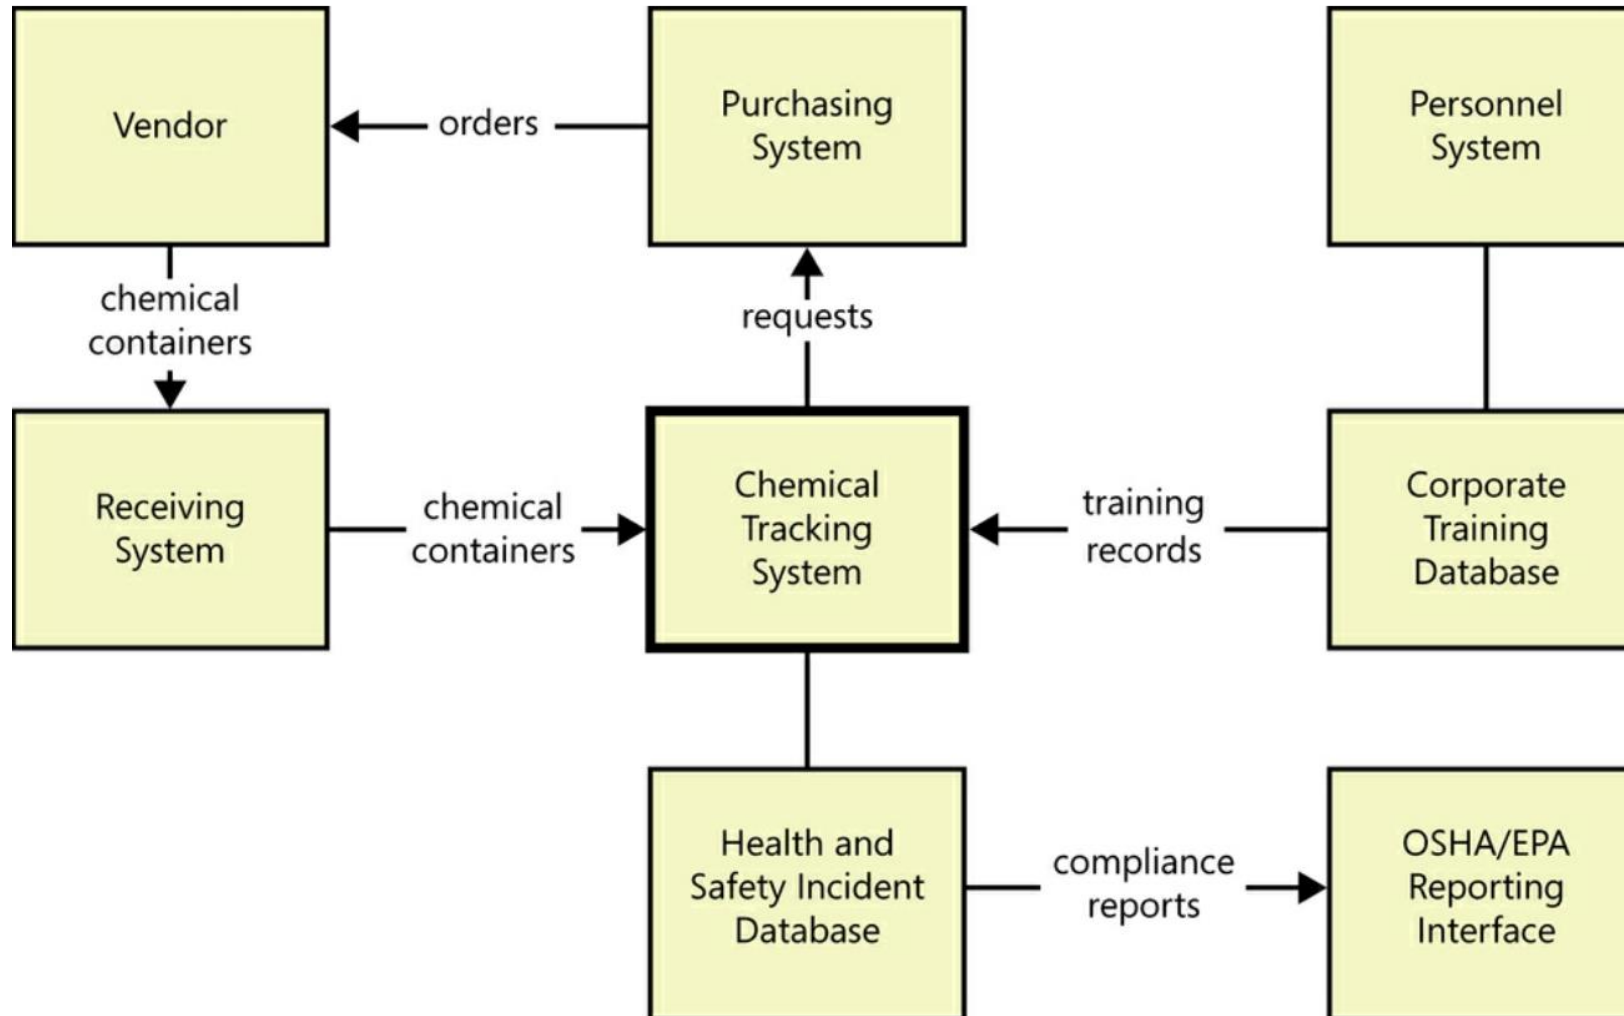 Vendor
orders
Purchasing
System
Personnel
System
chemical
containers
requests
Receiving
System
chemical
containers
Chemical
Tracking
System
training
records
Corporate
Training
Database
Health and
Safety Incident
Database
compliance
reports
OSHA/EPA
Reporting
Interface